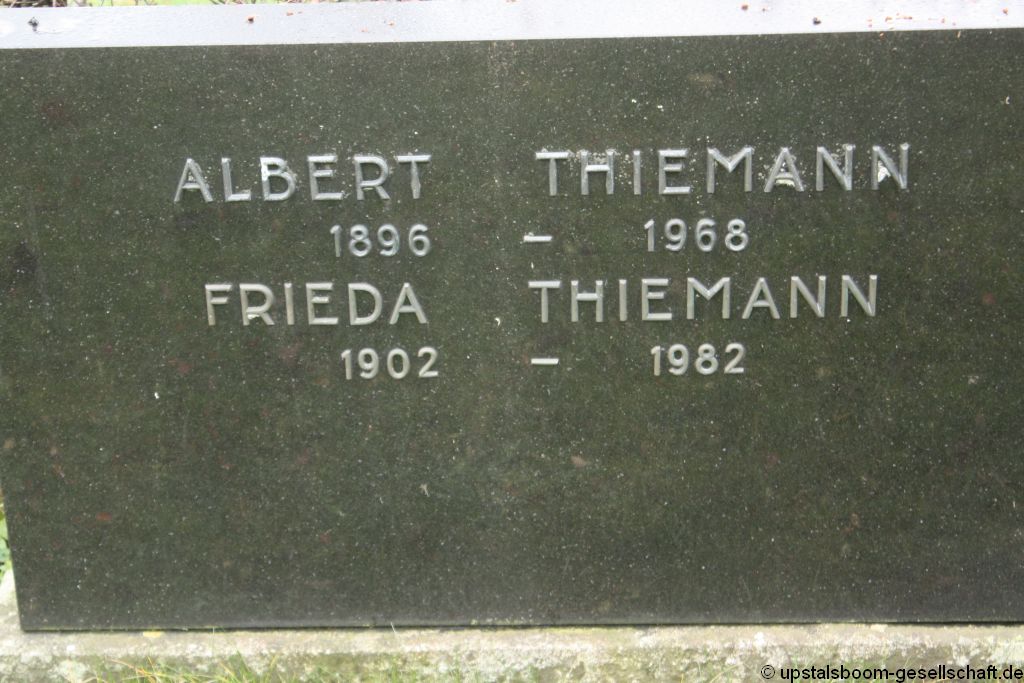 ALBERT THIEMANN
1896 – 1968
FRIEDA THIEMANN
1902 – 1982
© upstalsboom-gesellschaft.de